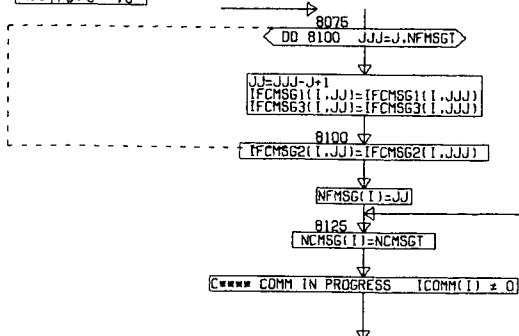 8075
DO 8100 JJJ=J,NFMSGT
JJ=JJJ-J+1
IFCMSG1(I,JJ)=IFCMSG1(I,JJJ)
IFCMSG3(I,JJ)=IFCMSG3(I,JJJ)
8100
IFCMSG2(I,JJ)=IFCMSG2(I,JJJ)
NFMSG(I)=JJ
8125
NCMSG(I)=NCMSGT
C**** COMM IN PROGRESS ICOMM(I) ≠ 0